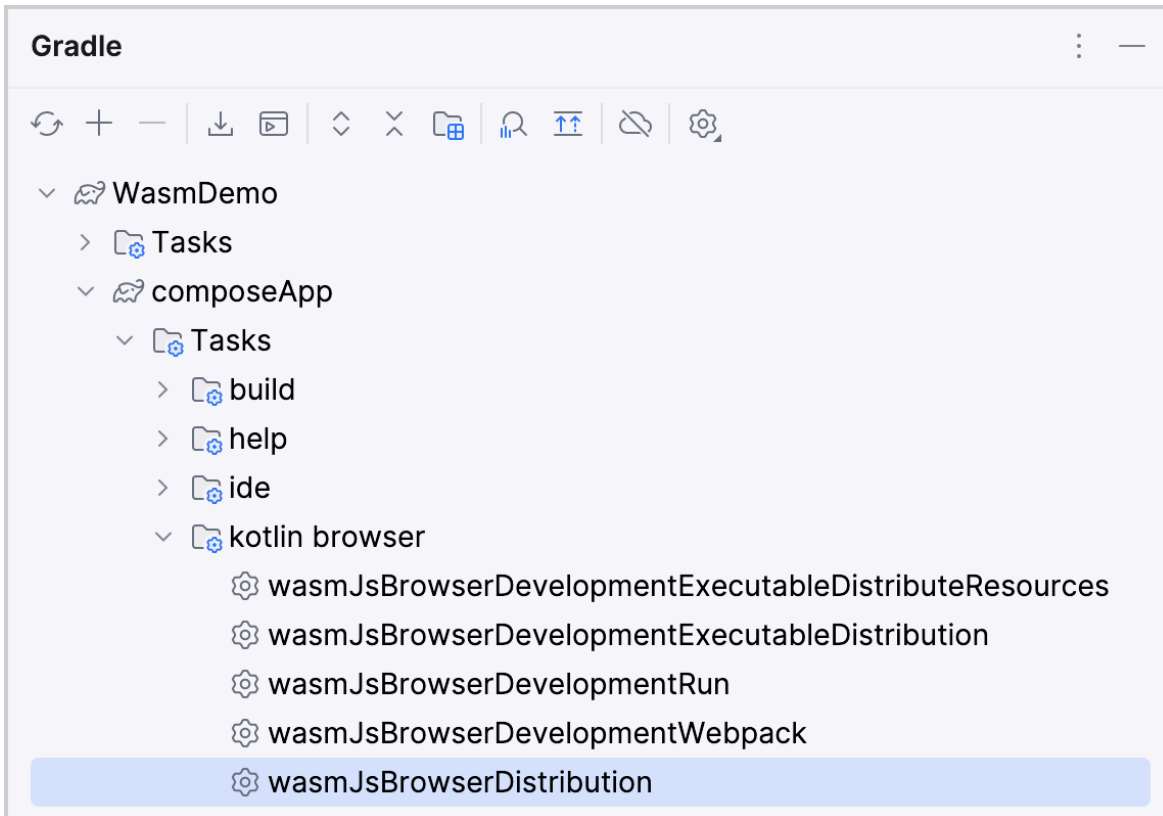 Gradle
WasmDemo
Tasks
composeApp
Tasks
build
help
ide
kotlin browser
wasmJsBrowserDevelopmentExecutableDistributeResources
wasmJsBrowserDevelopmentExecutableDistribution
wasmJsBrowserDevelopmentRun
wasmJsBrowserDevelopmentWebpack
wasmJsBrowserDistribution